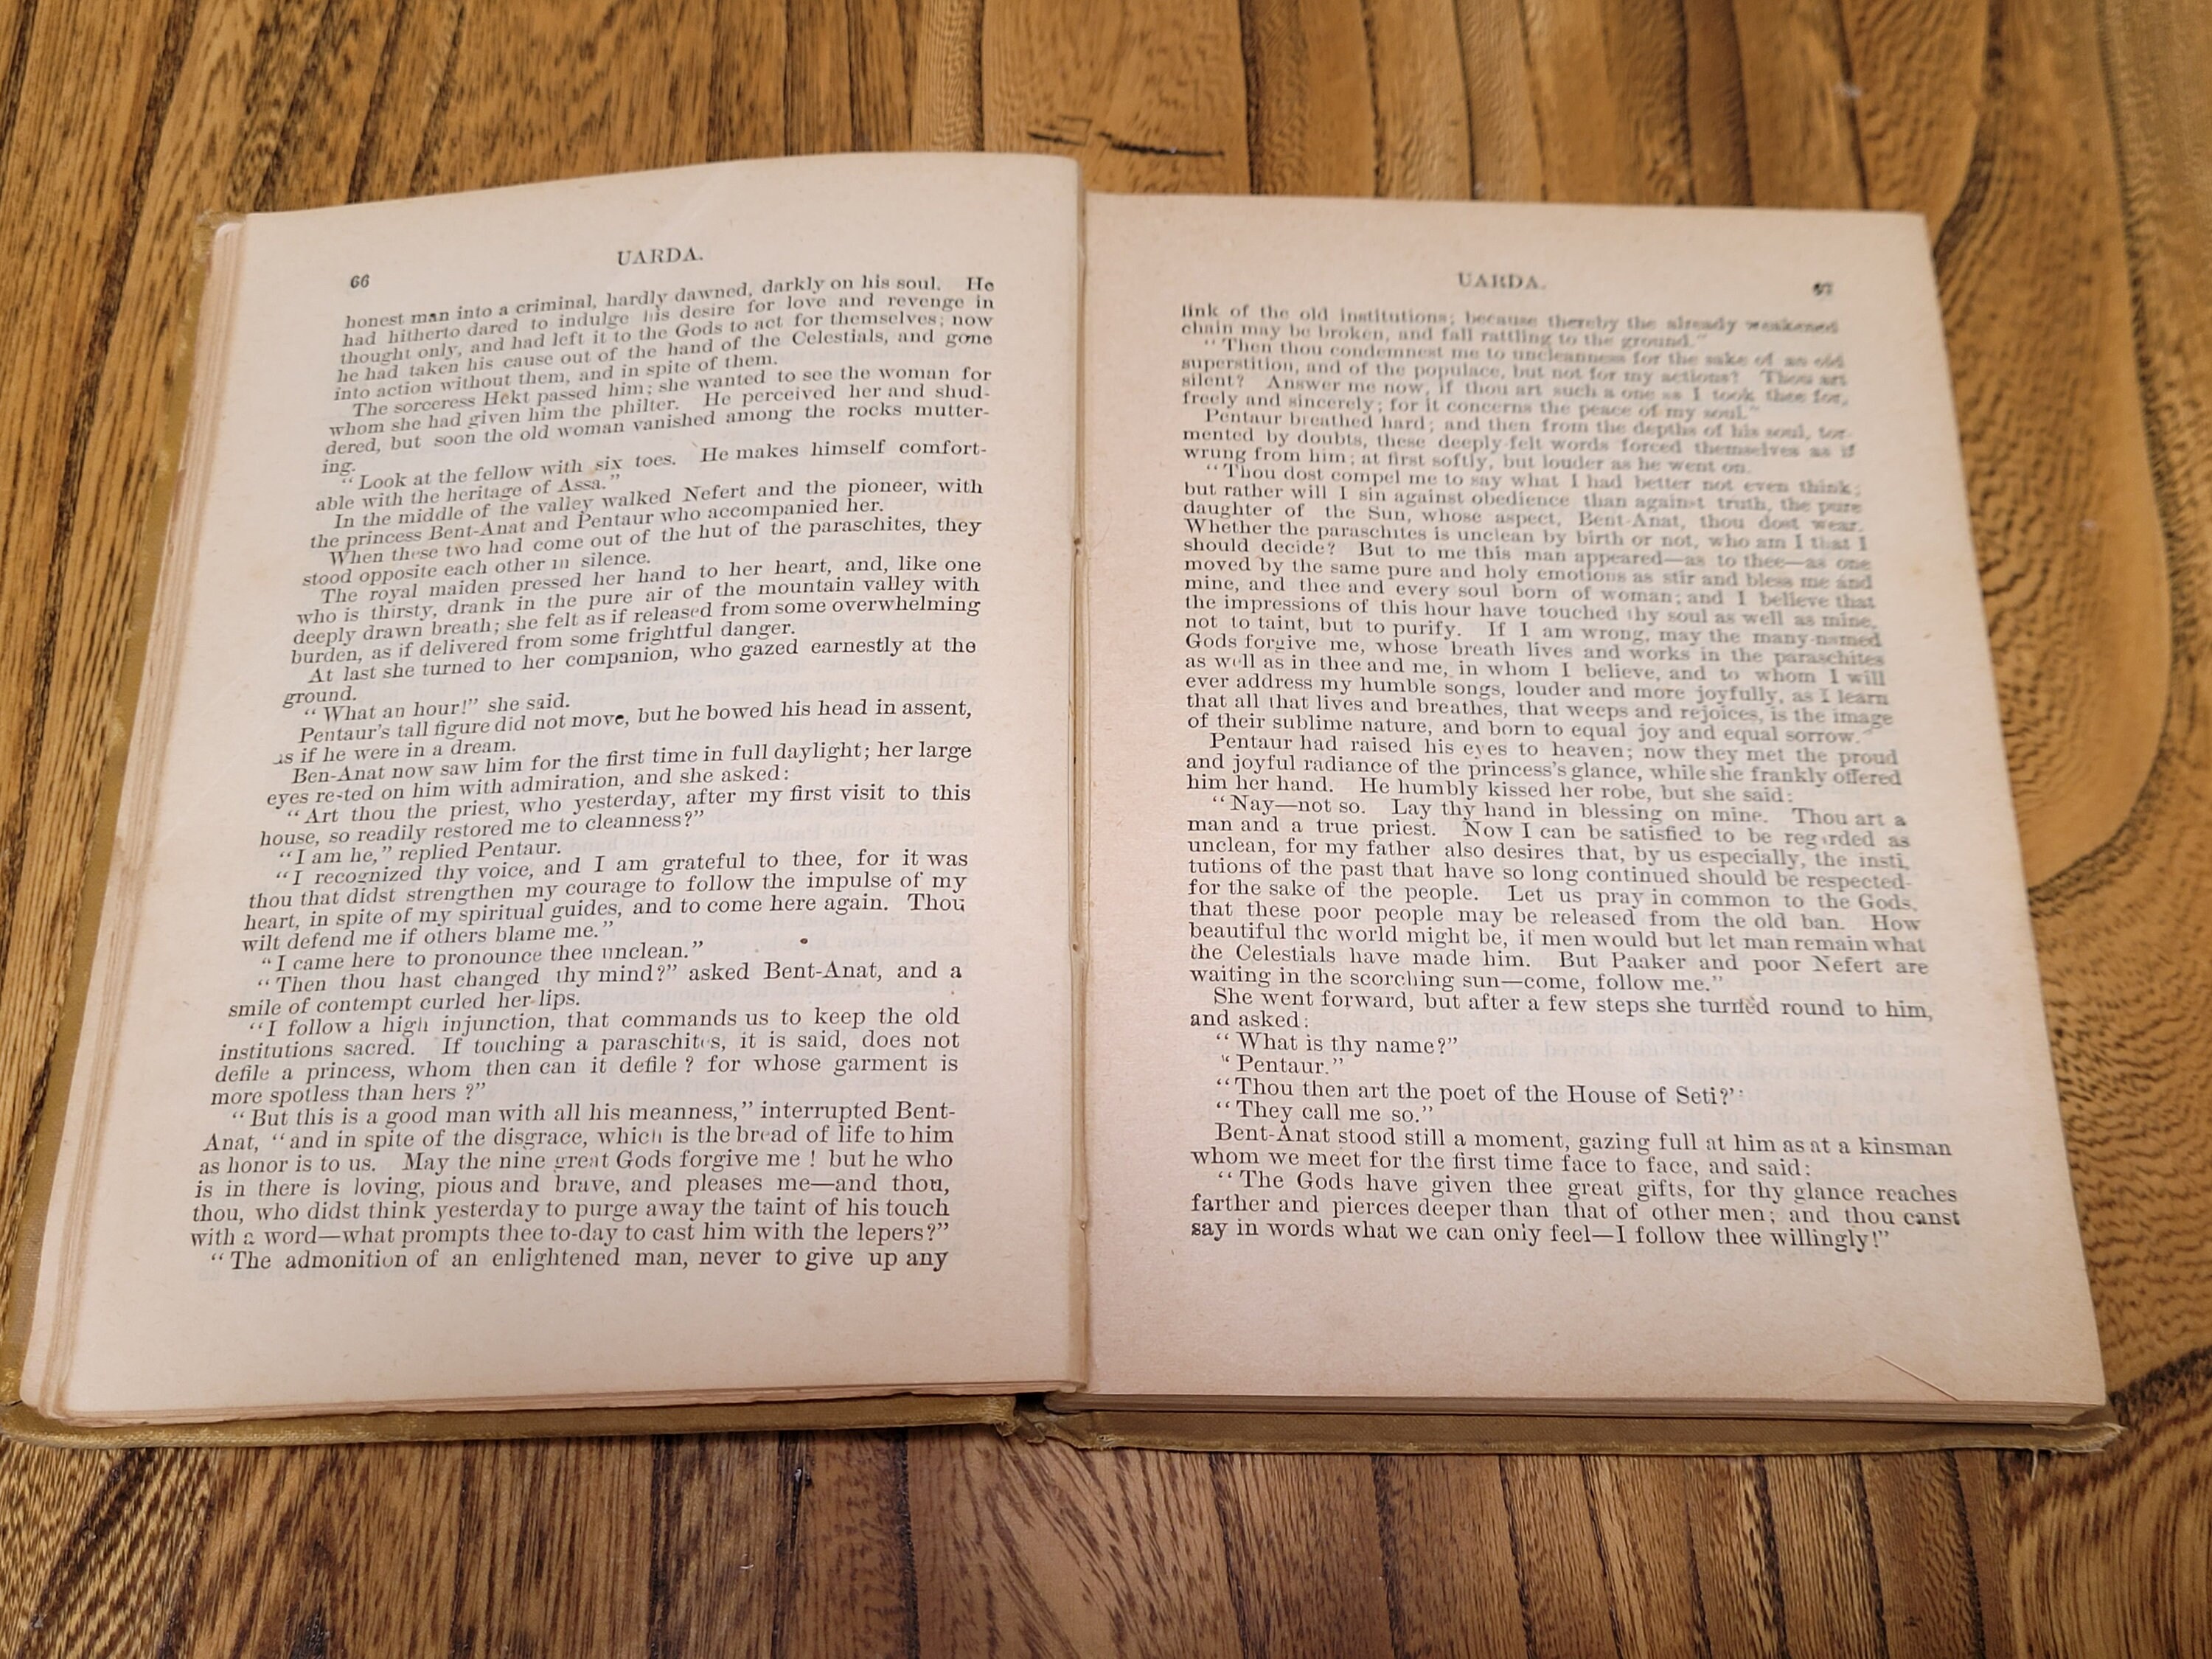 66
UARDA.
honest man into a criminal, hardly dawned, darkly on his soul. He
had hitherto dared to indulge his desire for love and revenge in
thought only, and had left it to the Gods to act for themselves; now
he had taken his cause out of the hand of the Celestials, and gone
into action without them, and in spite of them.
The sorceress Hekt passed him; she wanted to see the woman for
whom she had given him the philter. He perceived her and shud-
dered, but soon the old woman vanished among the rocks mutter-
ing.
“Look at the fellow with six toes. He makes himself comfort-
able with the heritage of Assa.”
In the middle of the valley walked Nefert and the pioneer, with
the princess Bent-Anat and Pentaur who accompanied her.
When these two had come out of the hut of the paraschites, they
stood opposite each other in silence.
The royal maiden pressed her hand to her heart, and, like one
who is thirsty, drank in the pure air of the mountain valley with
deeply drawn breath; she felt as if released from some overwhelming
burden, as if delivered from some frightful danger.
At last she turned to her companion, who gazed earnestly at the
ground.
“What an hour!” she said.
Pentaur's tall figure did not move, but he bowed his head in assent,
as if he were in a dream.
Ben-Anat now saw him for the first time in full daylight; her large
eyes re-ted on him with admiration, and she asked:
“Art thou the priest, who yesterday, after my first visit to this
house, so readily restored me to cleanness?”
“I am he,” replied Pentaur.
“I recognized thy voice, and I am grateful to thee, for it was
thou that didst strengthen my courage to follow the impulse of my
heart, in spite of my spiritual guides, and to come here again. Thou
wilt defend me if others blame me.”
“I came here to pronounce thee unclean.”
“Then thou hast changed thy mind?” asked Bent-Anat, and a
smile of contempt curled her lips.
“I follow a high injunction, that commands us to keep the old
institutions sacred. If touching a paraschites, it is said, does not
defile a princess, whom then can it defile ? for whose garment is
more spotless than hers ?”
“But this is a good man with all his meanness,” interrupted Bent-
Anat, “and in spite of the disgrace, which is the bread of life to him
as honor is to us. May the nine great Gods forgive me ! but he who
is in there is loving, pious and brave, and pleases me—and thou,
thou, who didst think yesterday to purge away the taint of his touch
with a word—what prompts thee to-day to cast him with the lepers?”
“The admonition of an enlightened man, never to give up any
UARDA.
67
link of the old institutions; because thereby the already weakened
chain may be broken, and fall rattling to the ground.”
“Then thou condemnest me to uncleanness for the sake of an old
superstition, and of the populace, but not for my actions? Thou art
silent? Answer me now, if thou art such a one as I took thee for,
freely and sincerely; for it concerns the peace of my soul.”
Pentaur breathed hard; and then from the depths of his soul, tor-
mented by doubts, these deeply-felt words forced themselves as if
wrung from him; at first softly, but louder as he went on.
“Thou dost compel me to say what I had better not even think;
but rather will I sin against obedience than against truth, the pure
daughter of the Sun, whose aspect, Bent-Anat, thou dost wear.
Whether the paraschites is unclean by birth or not, who am I that I
should decide? But to me this man appeared—as to thee—as one
moved by the same pure and holy emotions as stir and bless me and
mine, and thee and every soul born of woman; and I believe that
the impressions of this hour have touched thy soul as well as mine,
not to taint, but to purify. If I am wrong, may the many-named
Gods forgive me, whose breath lives and works in the paraschites
as well as in thee and me, in whom I believe, and to whom I will
ever address my humble songs, louder and more joyfully, as I learn
that all that lives and breathes, that weeps and rejoices, is the image
of their sublime nature, and born to equal joy and equal sorrow.”
Pentaur had raised his eyes to heaven; now they met the proud
and joyful radiance of the princess's glance, while she frankly offered
him her hand. He humbly kissed her robe, but she said:
“Nay—not so. Lay thy hand in blessing on mine. Thou art a
man and a true priest. Now I can be satisfied to be regarded as
unclean, for my father also desires that, by us especially, the insti,
tutions of the past that have so long continued should be respected-
for the sake of the people. Let us pray in common to the Gods,
that these poor people may be released from the old ban. How
beautiful the world might be, if men would but let man remain what
the Celestials have made him. But Paaker and poor Nefert are
waiting in the scorching sun—come, follow me.”
She went forward, but after a few steps she turned round to him,
and asked:
“What is thy name?”
“Pentaur.”
“Thou then art the poet of the House of Seti?”
“They call me so.”
Bent-Anat stood still a moment, gazing full at him as at a kinsman
whom we meet for the first time face to face, and said:
“The Gods have given thee great gifts, for thy glance reaches
farther and pierces deeper than that of other men; and thou canst
say in words what we can only feel—I follow thee willingly!”